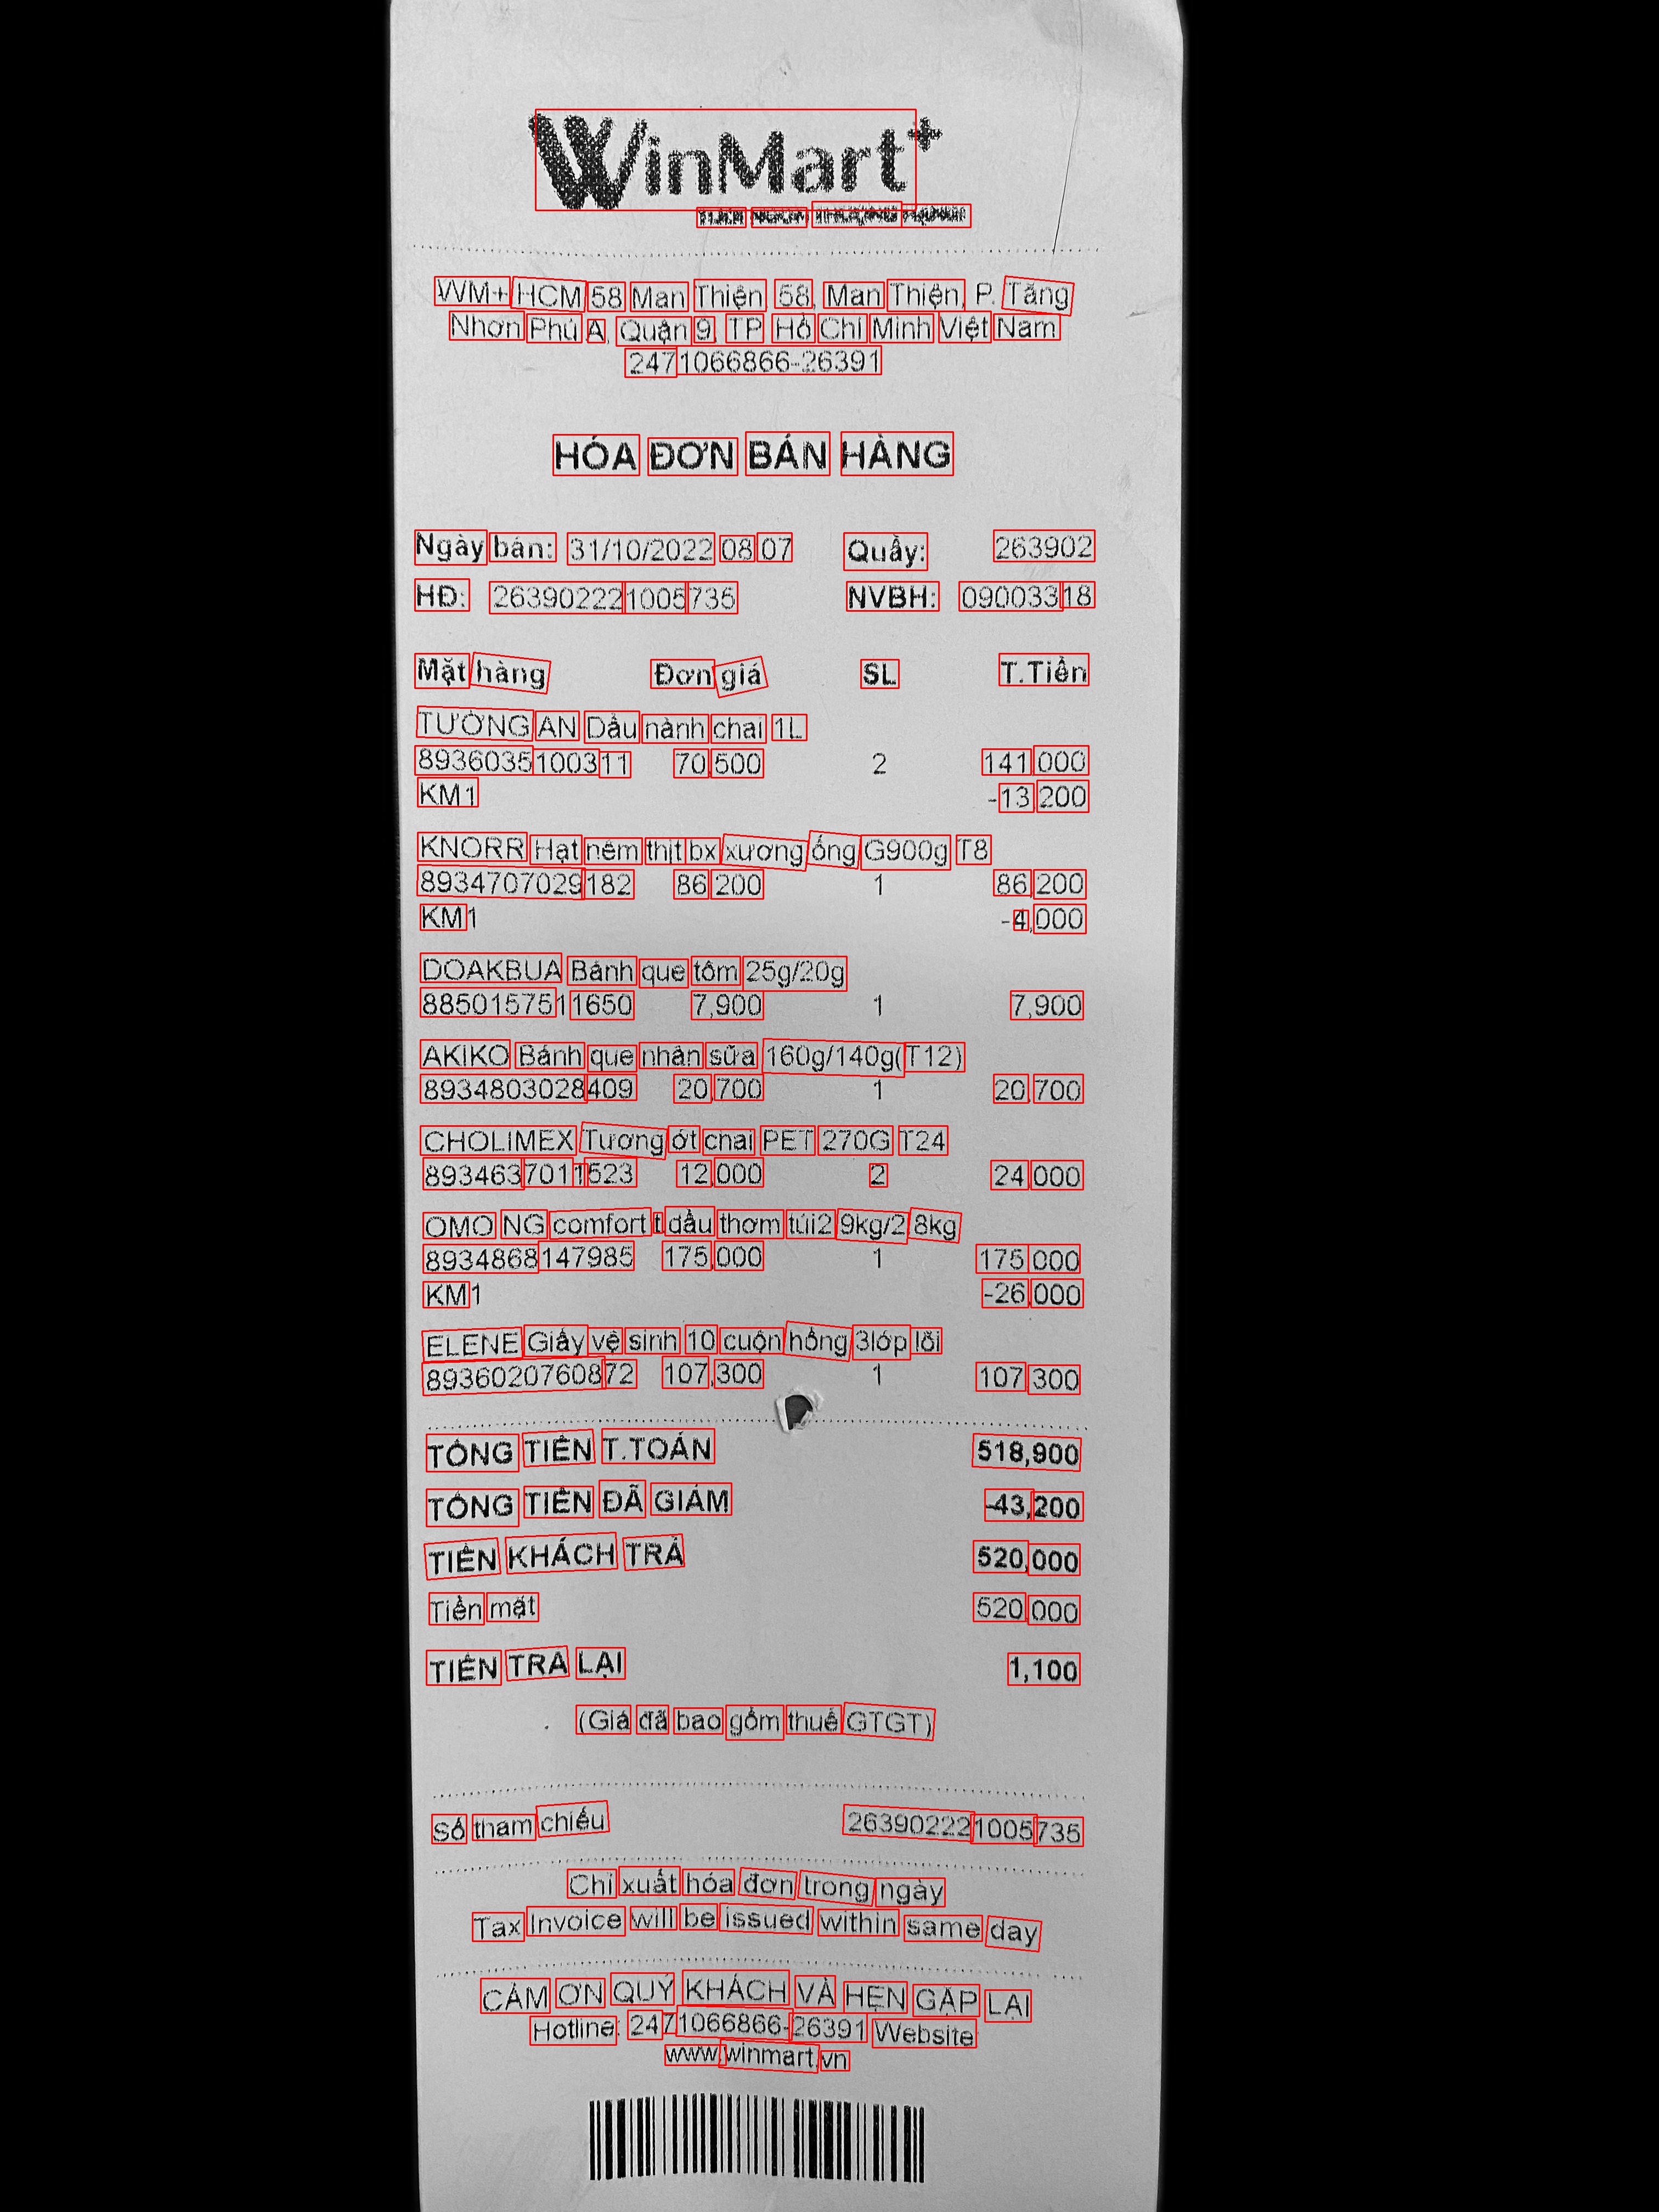 WinMart+
WM+ HCM 58 Man Thiện 58, Man Thiện, P. Tăng
Nhơn Phú A, Quận 9, TP Hồ Chí Minh Việt Nam
2471066866-26391
HÓA ĐƠN BÁN HÀNG
Ngày bán: 31/10/2022 08:07 Quầy: 263902
HĐ: 263902221005735 NVBH: 09003318
Mặt hàng Đơn giá SL T.Tiền
TƯỜNG AN Dầu nành chai 1L
8936035100311 70,500 2 141,000
KM1 -13,200
KNORR Hạt nêm thịt bx xương ống G900g T8
8934707029182 86,200 1 86,200
KM1 -4,000
DOAKBUA Bánh que tôm 25g/20g
8850157511650 7,900 1 7,900
AKIKO Bánh que nhân sữa 160g/140g(T12)
8934803028409 20,700 1 20,700
CHOLIMEX Tương ớt chai PET 270G T24
8934637011523 12,000 2 24,000
OMO NG comfort t dầu thơm túi2.9kg/2.8kg
8934868147985 175,000 1 175,000
KM1 -26,000
ELENE Giấy vệ sinh 10 cuộn hồng 3lớp lõi
8936020760872 107,300 1 107,300
TỔNG TIỀN T.TOÁN 518,900
TỔNG TIỀN ĐÃ GIẢM -43,200
TIỀN KHÁCH TRẢ 520,000
Tiền mặt 520,000
TIỀN TRẢ LẠI 1,100
(Giá đã bao gồm thuế GTGT)
Số tham chiếu 263902221005735
Chỉ xuất hóa đơn trong ngày
Tax Invoice will be issued within same day
CẢM ƠN QUÝ KHÁCH VÀ HẸN GẶP LẠI
Hotline: 2471066866-26391 Website:
www.winmart.vn